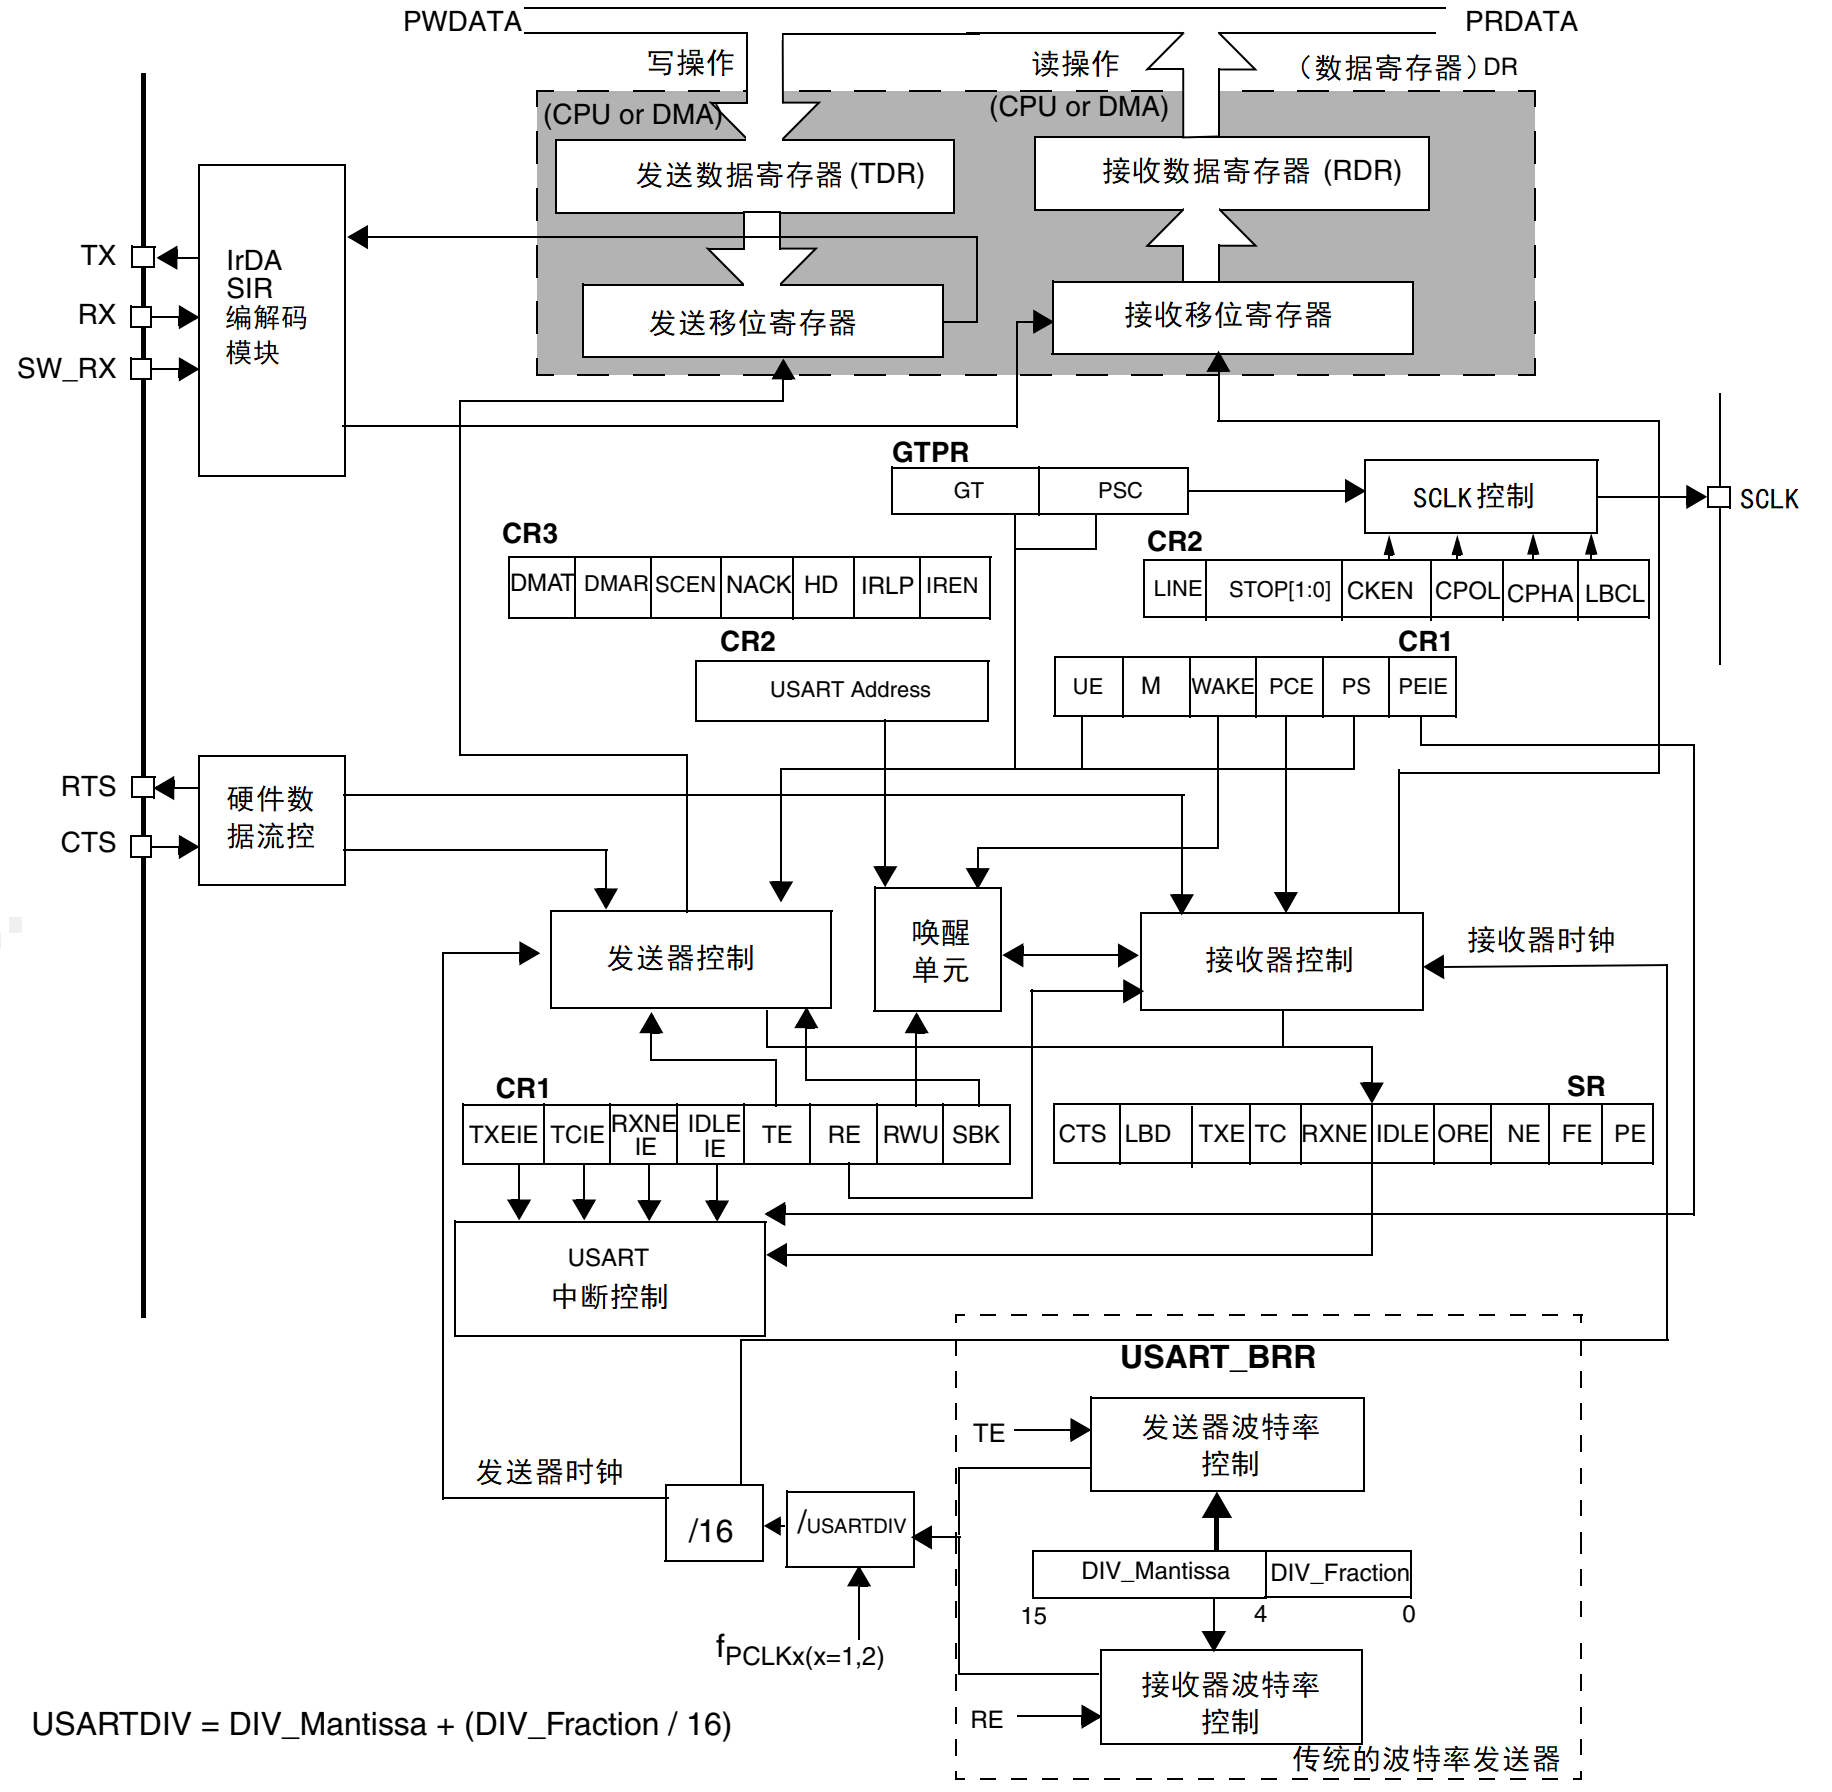 PWDATA
PRDATA
写操作
读操作
（数据寄存器）DR
(CPU or DMA)
(CPU or DMA)
发送数据寄存器 (TDR)
接收数据寄存器 (RDR)
TX
RX
SW_RX
IrDA
SIR
编解码
模块
发送移位寄存器
接收移位寄存器
GTPR
GT
PSC
SCLK控制
SCLK
CR3
DMAT
DMAR
SCEN
NACK
HD
IRLP
IREN
CR2
LINE
STOP[1:0]
CKEN
CPOL
CPHA
LBCL
CR2
USART Address
CR1
UE
M
WAKE
PCE
PS
PEIE
RTS
CTS
硬件数
据流控
发送器控制
唤醒
单元
接收器控制
接收器时钟
CR1
TXEIE
TCIE
RXNE
IE
IDLE
IE
TE
RE
RWU
SBK
SR
CTS
LBD
TXE
TC
RXNE
IDLE
ORE
NE
FE
PE
USART
中断控制
USART_BRR
TE
发送器波特率
控制
发送器时钟
/16
/USARTDIV
DIV_Mantissa
DIV_Fraction
15
4
0
fPCLKx(x=1,2)
接收器波特率
控制
RE
USARTDIV = DIV_Mantissa + (DIV_Fraction / 16)
传统的波特率发送器